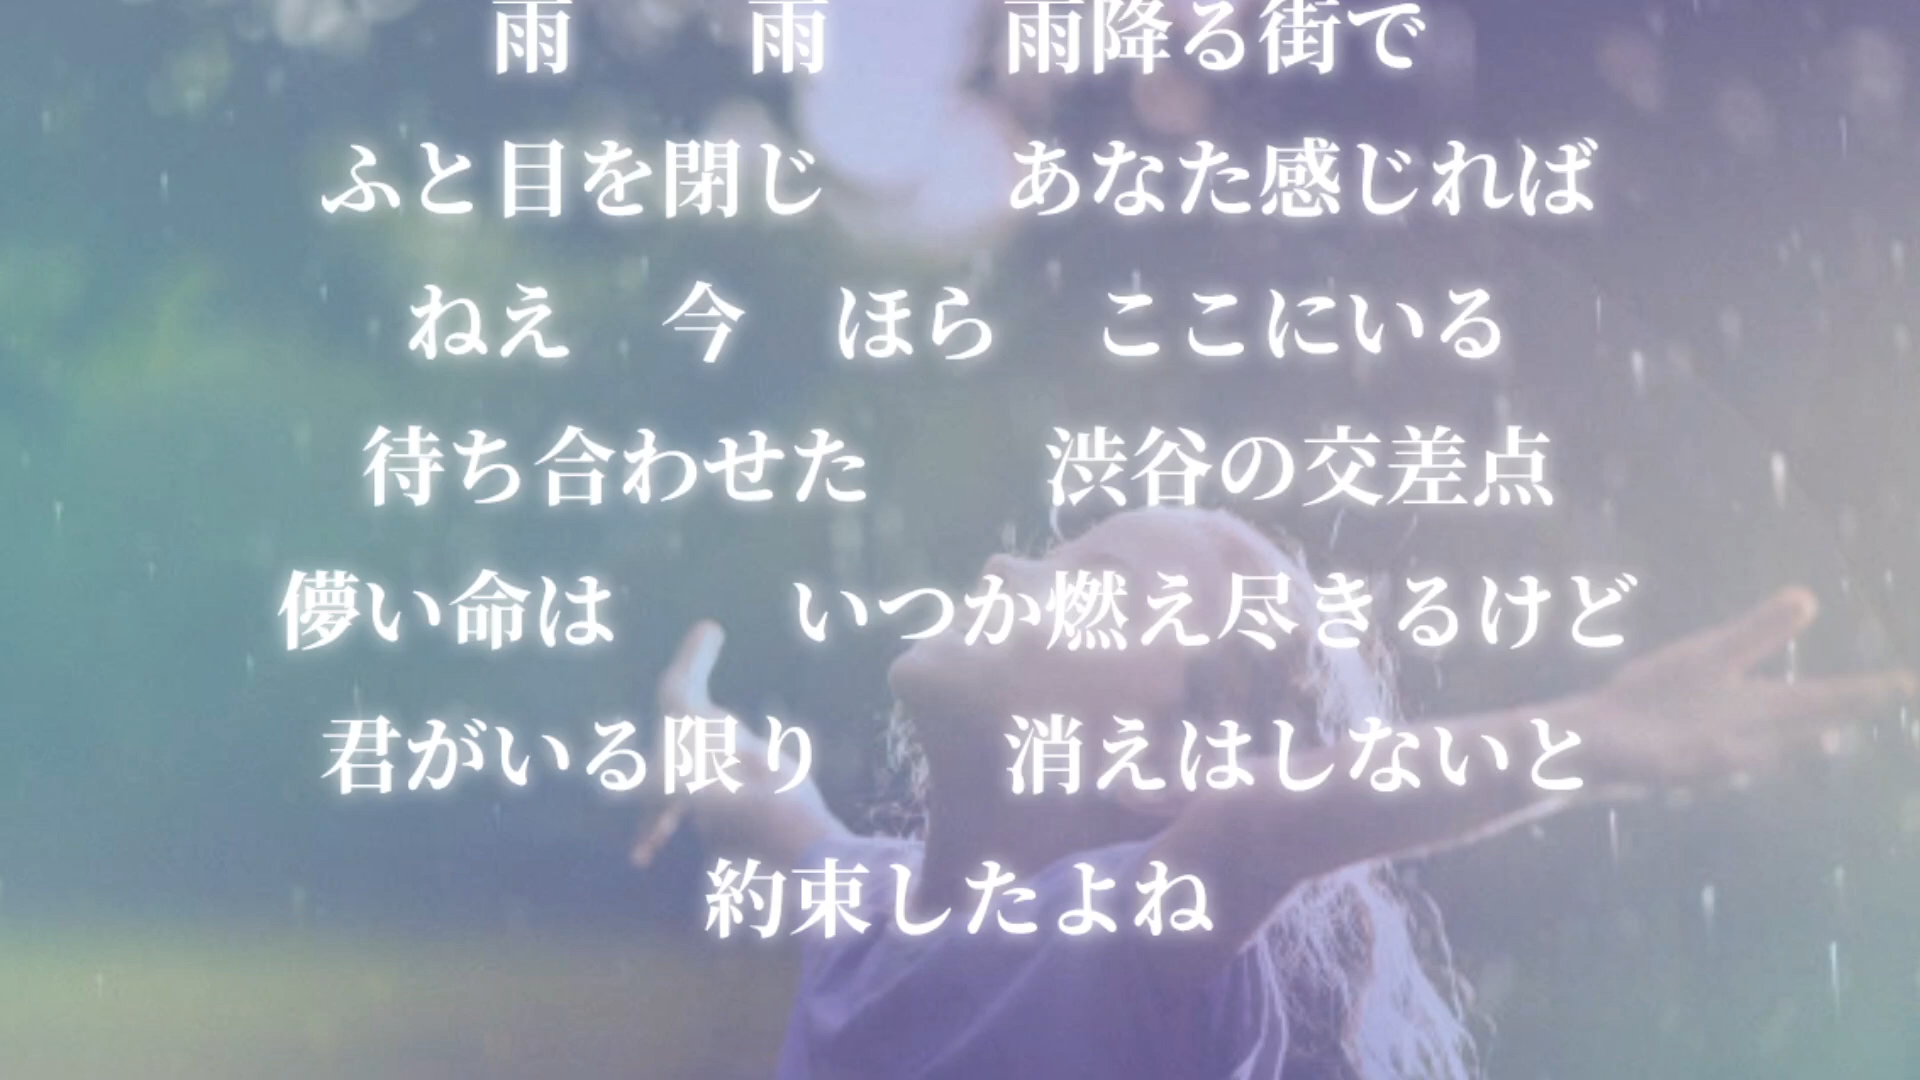 雨　　雨　　雨降る街で
ふと目を閉じ　　あなた感じれば
ねえ　今　ほら　ここにいる
待ち合わせた　　渋谷の交差点
儚い命は　　いつか燃え尽きるけど
君がいる限り　　消えはしないと
約束したよね